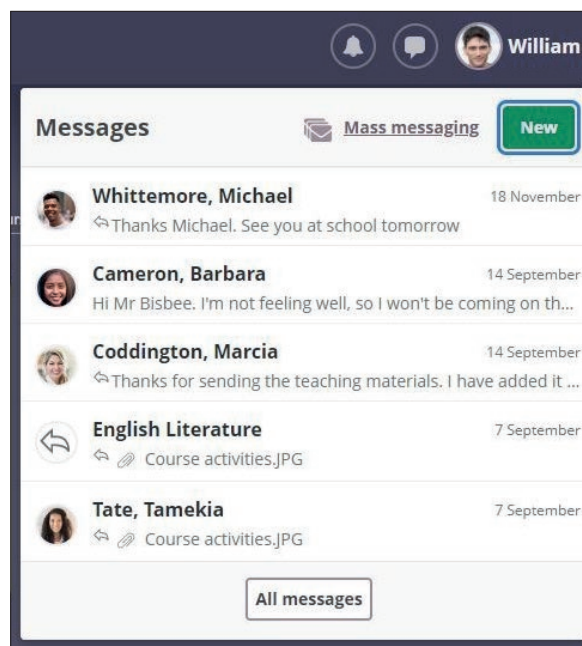 William
Messages
Mass messaging
New
Whittemore, Michael
18 November
Thanks Michael. See you at school tomorrow
Cameron, Barbara
14 September
Hi Mr Bisbee. I'm not feeling well, so I won't be coming on th...
Coddington, Marcia
14 September
Thanks for sending the teaching materials. I have added it ...
English Literature
7 September
Course activities.JPG
Tate, Tamekia
7 September
Course activities.JPG
All messages